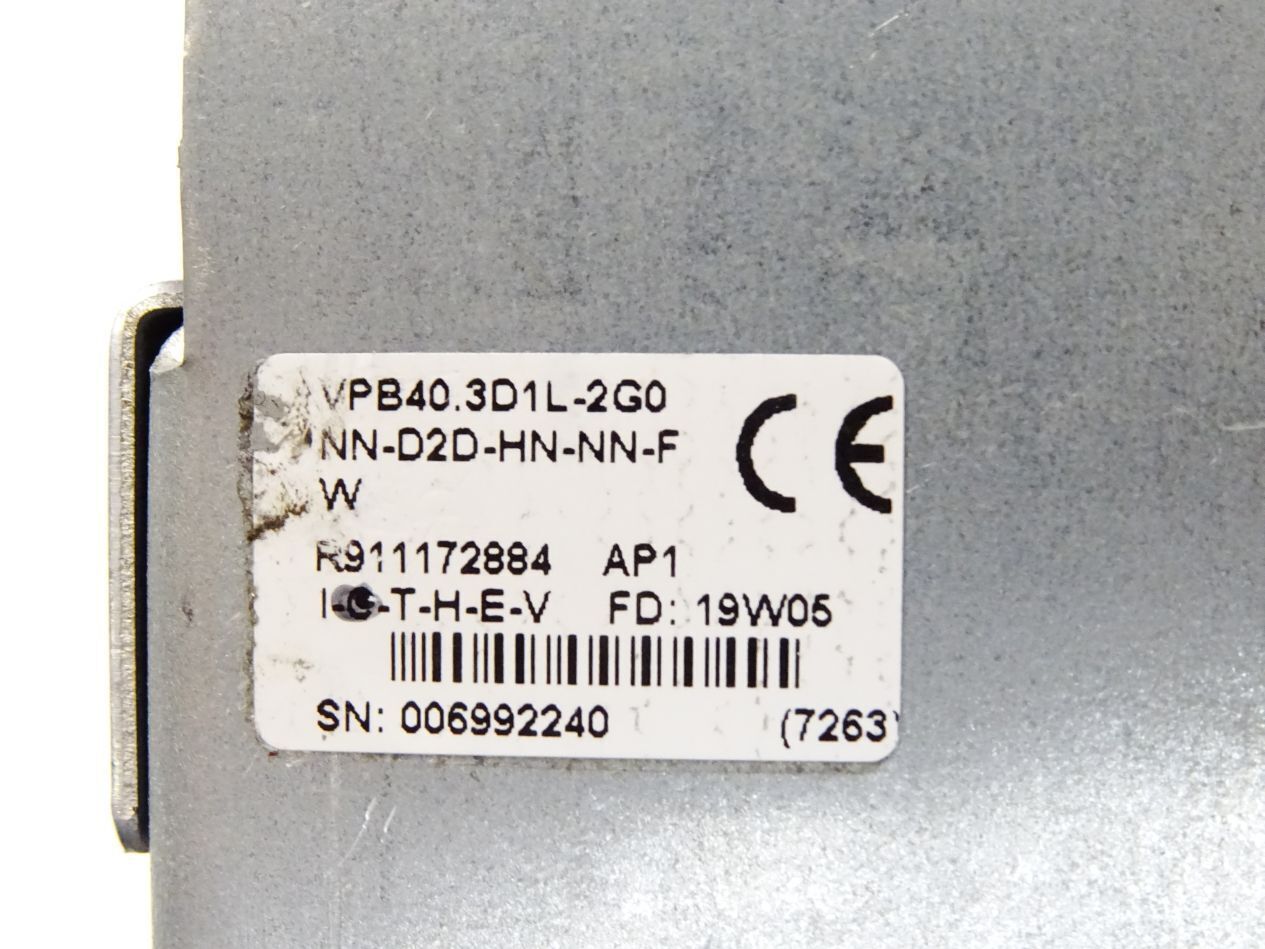 VPB40.3D1L-2G0
NN-D2D-HN-NN-F
W
CE
R911172884 AP1
I-G-T-H-E-V FD: 19W05
SN: 006992240 (7263)